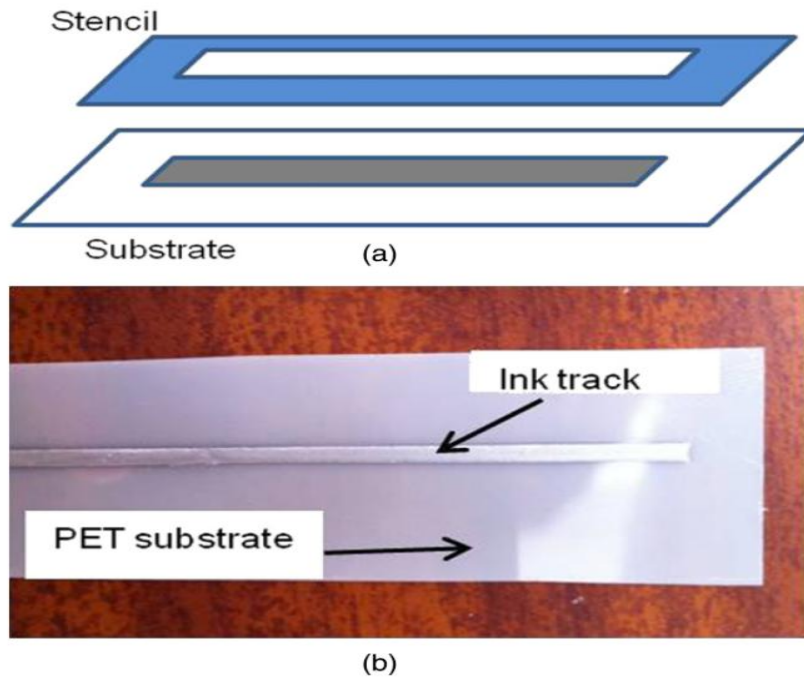 Stencil
Substrate
(a)
Ink track
PET substrate
(b)